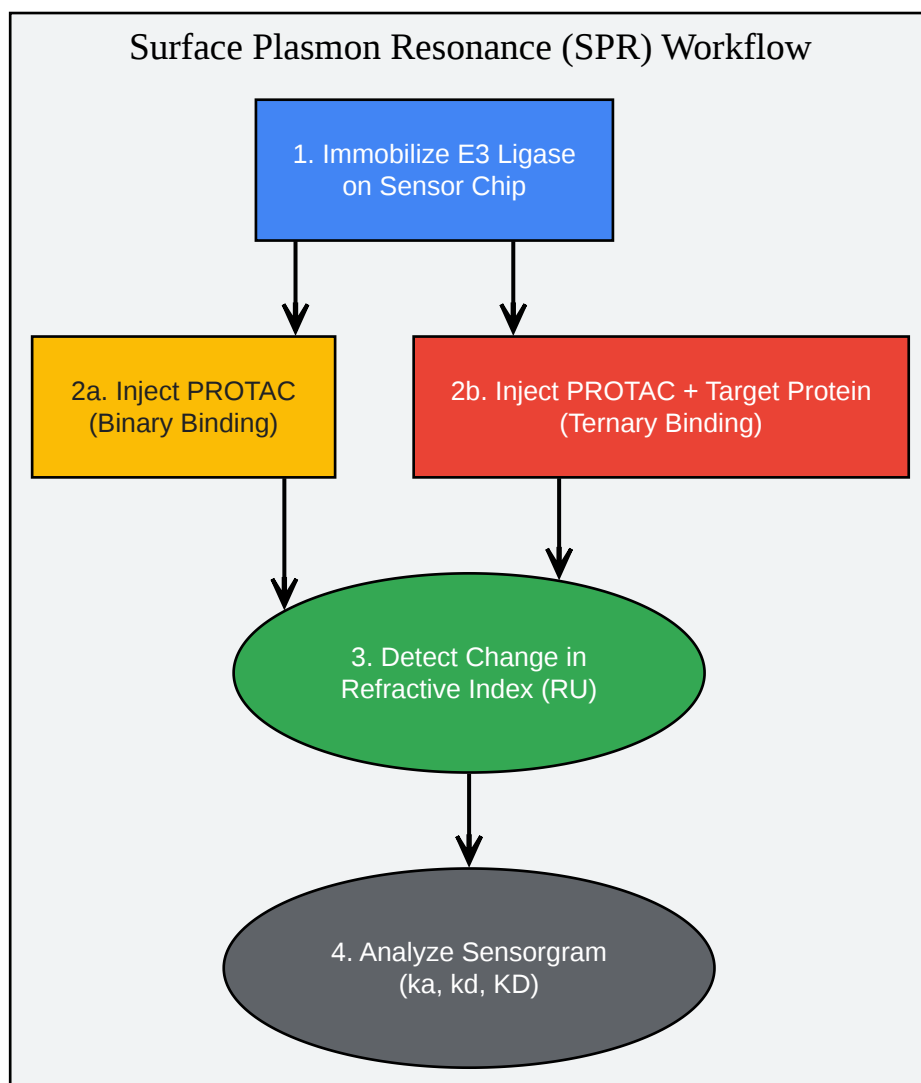 Surface Plasmon Resonance (SPR) Workflow
1. Immobilize E3 Ligase
on Sensor Chip
2a. Inject PROTAC
(Binary Binding)
2b. Inject PROTAC + Target Protein
(Ternary Binding)
3. Detect Change in
Refractive Index (RU)
4. Analyze Sensorgram
(ka, kd, KD)